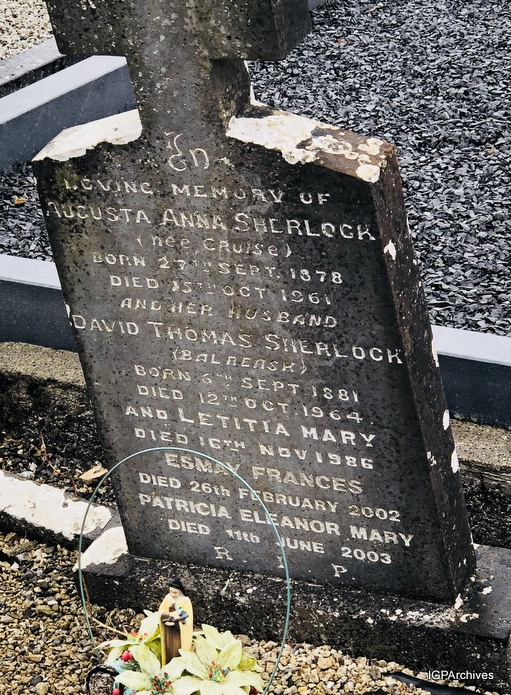 In
LOVING MEMORY OF
AUGUSTA ANNA SHERLOCK
(NÉE CRUISE)
BORN 27TH SEPT. 1878
DIED 15TH OCT 1961
AND HER HUSBAND
DAVID THOMAS SHERLOCK
(BALREASK)
BORN 6TH SEPT. 1881
DIED 12TH OCT. 1964.
AND LETITIA MARY
DIED 16TH NOV 1986
ESMAY FRANCES
DIED 26th FEBRUARY 2002
PATRICIA ELEANOR MARY
DIED 11th JUNE 2003
R I P
IGPArchives